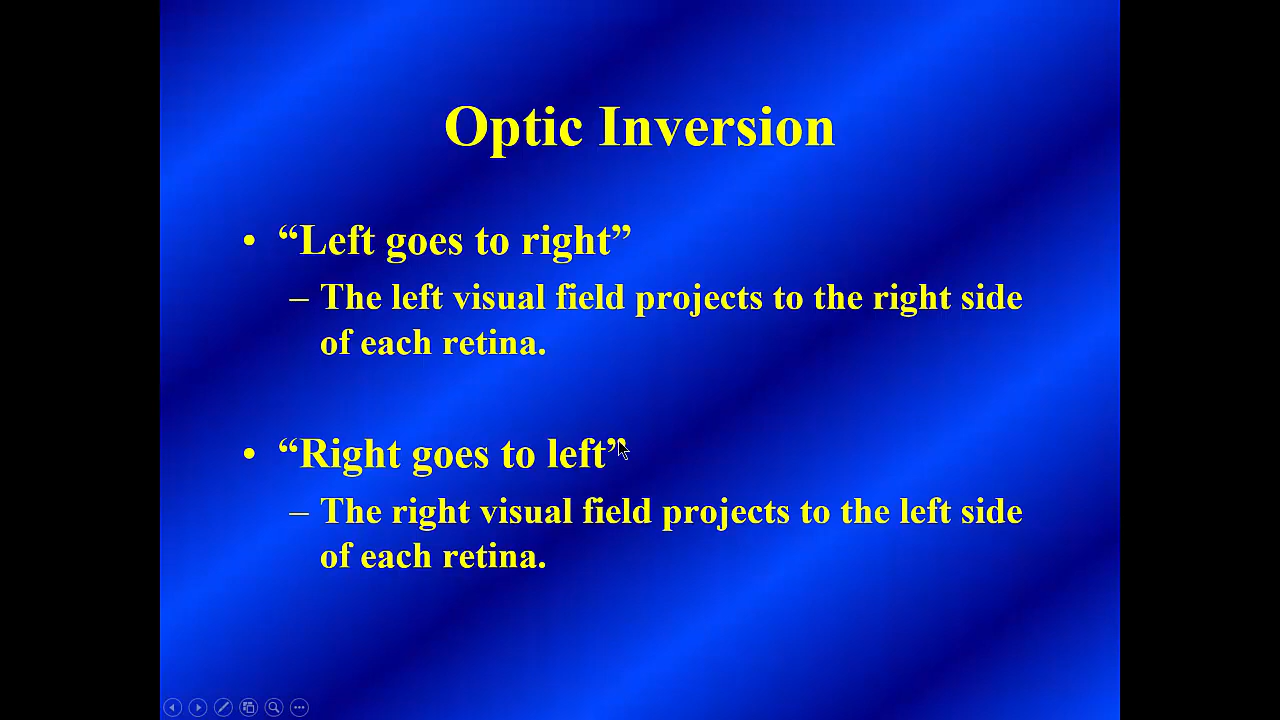 Optic Inversion
• “Left goes to right”
– The left visual field projects to the right side
of each retina.
• “Right goes to left”
– The right visual field projects to the left side
of each retina.